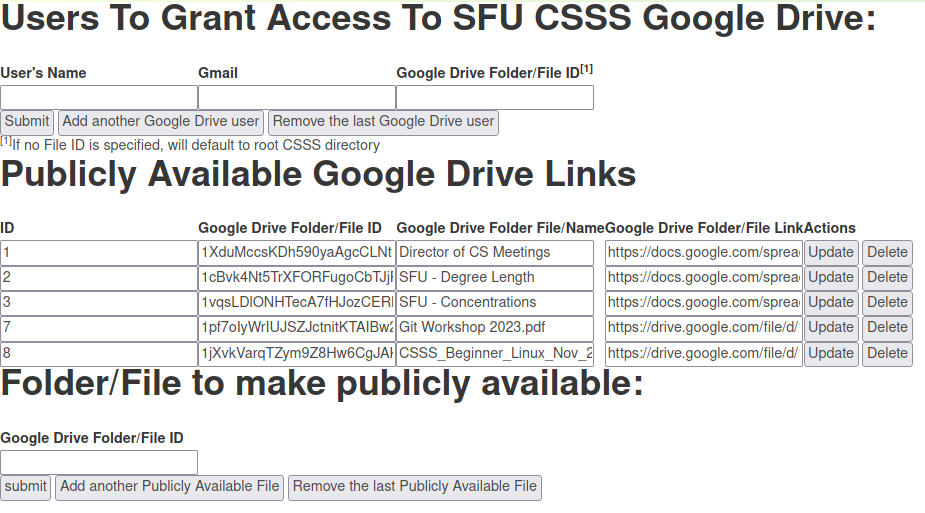 Users To Grant Access To SFU CSSS Google Drive:
User's Name Gmail Google Drive Folder/File ID[1]
Submit Add another Google Drive user Remove the last Google Drive user
[1]If no File ID is specified, will default to root CSSS directory
Publicly Available Google Drive Links
ID Google Drive Folder/File ID Google Drive Folder File/Name Google Drive Folder/File Link Actions
1 1XduMccsKDh590yaAgcCLNt Director of CS Meetings https://docs.google.com/sprea Update Delete
2 1cBvk4Nt5TrXFORFugoCbTJj SFU - Degree Length https://docs.google.com/sprea Update Delete
3 SFU - Concentrations https://docs.google.com/sprea Update Delete
7 Git Workshop 2023.pdf https://drive.google.com/file/d/ Update Delete
8 1jXvkVarqTZym9Z8Hw6CgJA CSSS_Beginner_Linux_Nov_2 https://drive.google.com/file/d/ Update Delete
Folder/File to make publicly available:
Google Drive Folder/File ID
submit Add another Publicly Available File Remove the last Publicly Available File